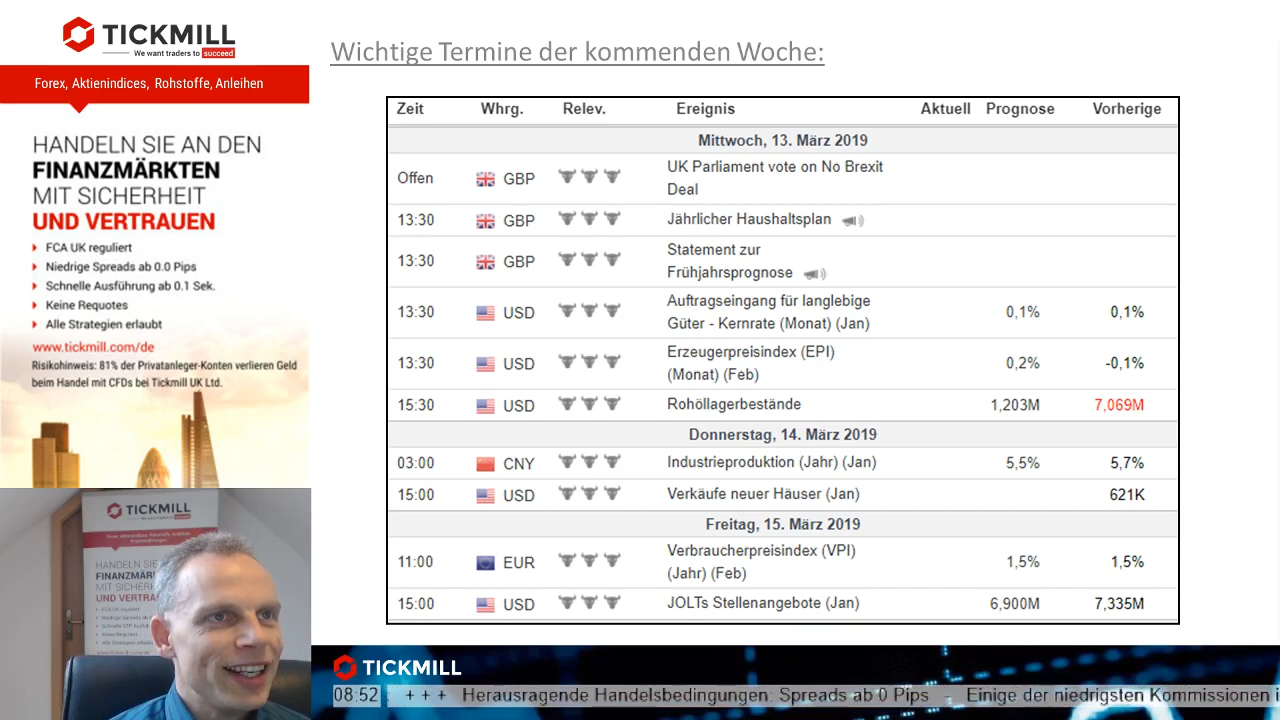 TICKMILL
We want traders to succeed
Forex, Aktienindices, Rohstoffe, Anleihen
HANDELN SIE AN DEN
FINANZMÄRKTEN
MIT SICHERHEIT
UND VERTRAUEN
FCA UK reguliert
Niedrige Spreads ab 0.0 Pips
Schnelle Ausführung ab 0.1 Sek.
Keine Requotes
Alle Strategien erlaubt
www.tickmill.com/de
Risikohinweis: 81% der Privatanleger-Konten verlieren Geld
beim Handel mit CFDs bei Tickmill UK Ltd.
Wichtige Termine der kommenden Woche:
Zeit Whrg. Relev. Ereignis Aktuell Prognose Vorherige
Mittwoch, 13. März 2019
Offen GBP UK Parliament vote on No Brexit
Deal
13:30 GBP Jährlicher Haushaltsplan
13:30 GBP Statement zur
Frühjahrsprognose
13:30 USD Auftragseingang für langlebige
Güter - Kernrate (Monat) (Jan) 0,1% 0,1%
13:30 USD Erzeugerpreisindex (EPI)
(Monat) (Feb) 0,2% -0,1%
15:30 USD Rohöllagerbestände 1,203M 7,069M
Donnerstag, 14. März 2019
03:00 CNY Industrieproduktion (Jahr) (Jan) 5,5% 5,7%
15:00 USD Verkäufe neuer Häuser (Jan) 621K
Freitag, 15. März 2019
11:00 EUR Verbraucherpreisindex (VPI)
(Jahr) (Feb) 1,5% 1,5%
15:00 USD JOLTs Stellenangebote (Jan) 6,900M 7,335M
TICKMILL
HANDELN SIE
FINANZMÄR
MIT SICHER
UND VERTRA
TICKMILL
08:52 + + + Herausragende Handelsbedingungen: Spreads ab 0 Pips - Einige der niedrigsten Kommissionen i